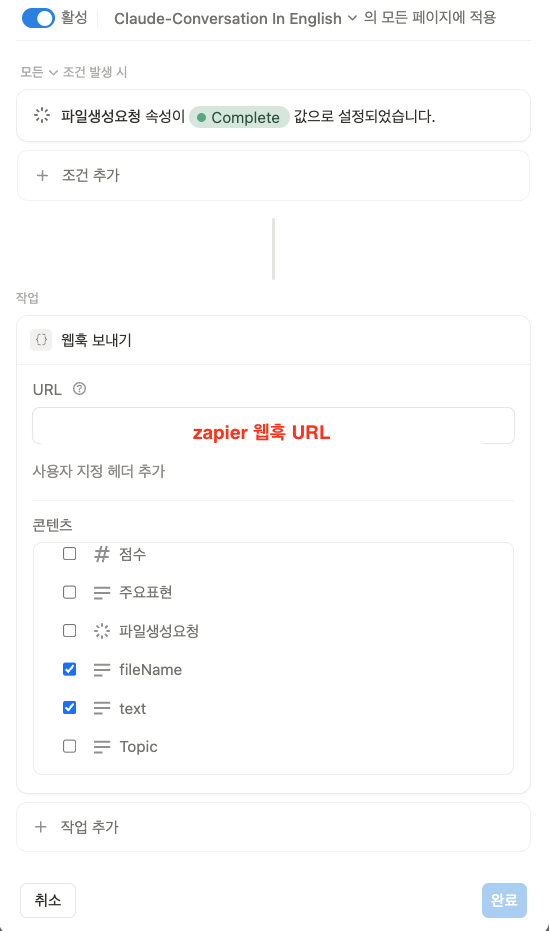 활성 Claude-Conversation In English 의 모든 페이지에 적용
모든 조건 발생 시
파일생성요청 속성이 Complete 값으로 설정되었습니다.
+ 조건 추가
작업
{} 웹훅 보내기
URL ?
zapier 웹훅 URL
사용자 지정 헤더 추가
콘텐츠
# 점수
주요표현
파일생성요청
fileName
text
Topic
+ 작업 추가
취소 완료